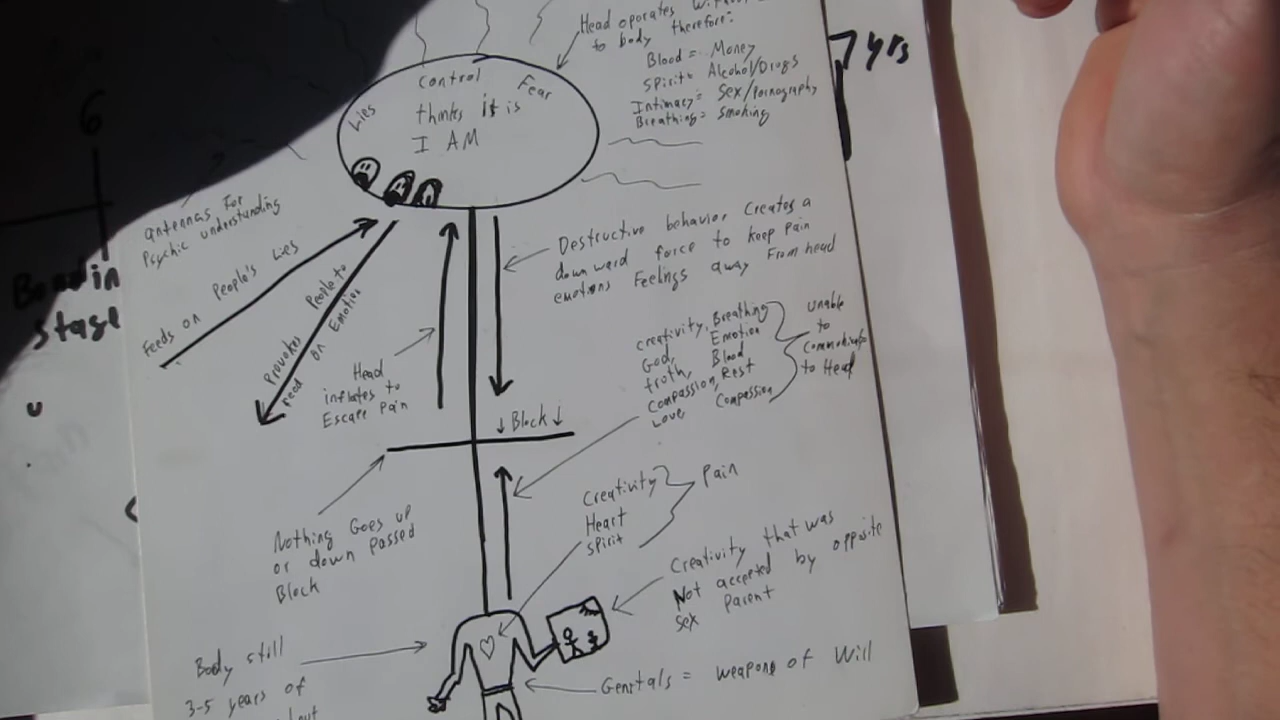 Head operates
to body therefore:
Blood = Money
Spirit = Alcohol/Drugs
Intimacy = Sex/Pornography
Breathing = Smoking
7 yrs
6
control
Lies
Fear
thinks it is
I AM
antennas For
Psychic understanding
Feeds on People's Lies
Provokes People to
Feed on Emotion
Head
inflates to
Escape Pain
Destructive behavior Creates a
downward force to keep Pain
emotions Feelings away From head
creativity, Breathing
God, Emotion
troth, Blood
Compassion, Rest
Love Compassion
unable
to
to Head
↓ Block ↓
stage
Nothing Goes up
or down Passed
Block
Creativity
Heart
Spirit
Pain
Creativity that was
Not accepted by opposite
Sex Parent
Body still
3-5 years of
Genitals = weapons of Will